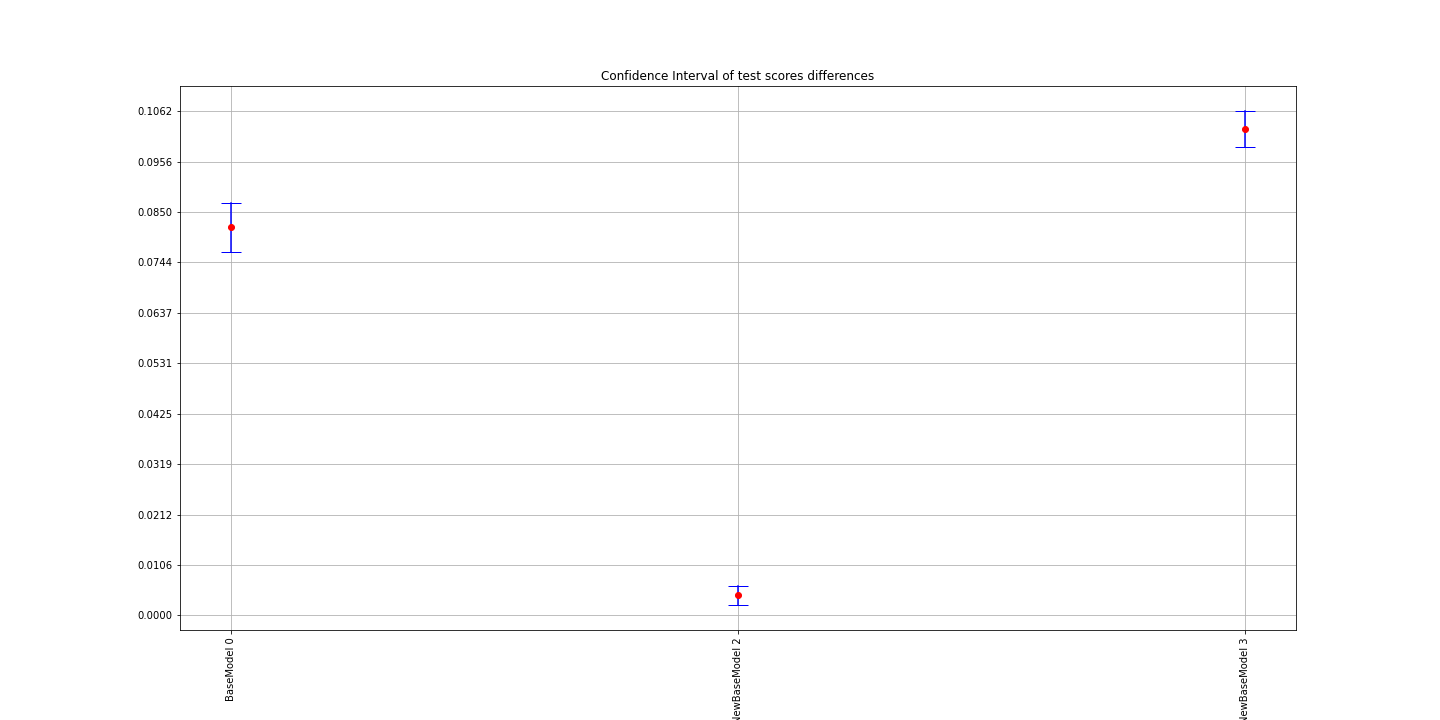 Confidence Interval of test scores differences
0.1062
0.0956
0.0850
0.0744
0.0637
0.0531
0.0425
0.0319
0.0212
0.0106
0.0000
BaseModel 0
NewBaseModel 2
NewBaseModel 3